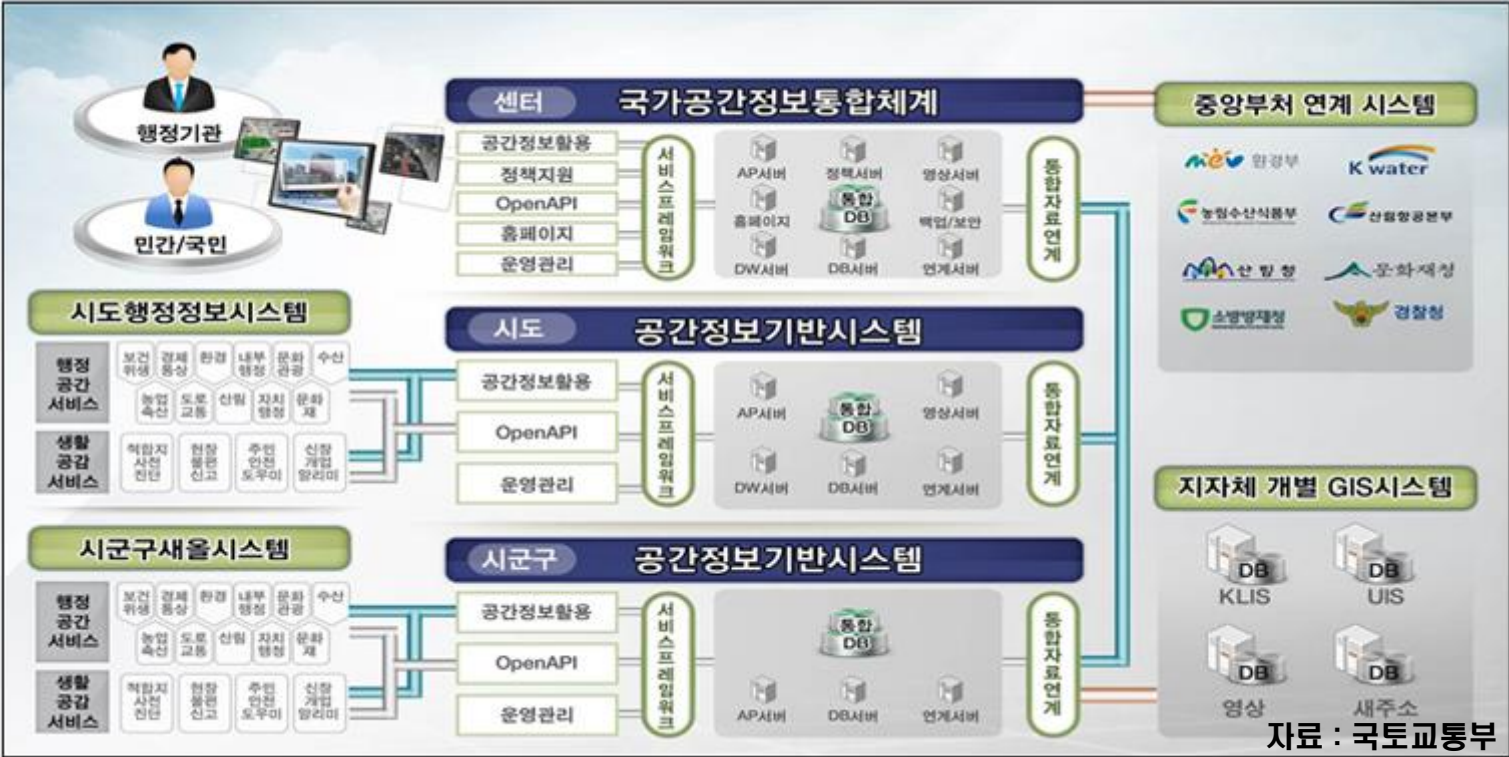 행정기관
민간/국민
센터 국가공간정보통합체계
공간정보활용
정책지원
OpenAPI
홈페이지
운영관리
서비스프레임워크
AP서버 정책서버 영상서버
홈페이지 통합 DB 백업/보안
DW서버 DB서버 연계서버
통합자료연계
중앙부처 연계 시스템
mev 환경부
K water
농림수산식품부
산림항공본부
산림청
문화재청
소방방재청
경찰청
시도행정정보시스템
행정
공간
서비스
보건위생 경제통상 환경 내부행정 문화관광 수산
농업축산 도로교통 산림 자치행정 문화재
생활
공감
서비스
적합지사전진단 현장불편신고 주민안전도우미 신장개업알리미
시도 공간정보기반시스템
공간정보활용
OpenAPI
운영관리
서비스프레임워크
AP서버 통합 DB 영상서버
DW서버 DB서버 연계서버
통합자료연계
시군구새올시스템
행정
공간
서비스
보건위생 경제통상 환경 내부행정 문화관광 수산
농업축산 도로교통 산림 자치행정 문화재
생활
공감
서비스
적합지사전진단 현장불편신고 주민안전도우미 신장개업알리미
시군구 공간정보기반시스템
공간정보활용
OpenAPI
운영관리
서비스프레임워크
통합
DB
AP서버 DB서버 연계서버
통합자료연계
지자체 개별 GIS시스템
DB DB
KLIS UIS
DB DB
영상 새주소
자료 : 국토교통부